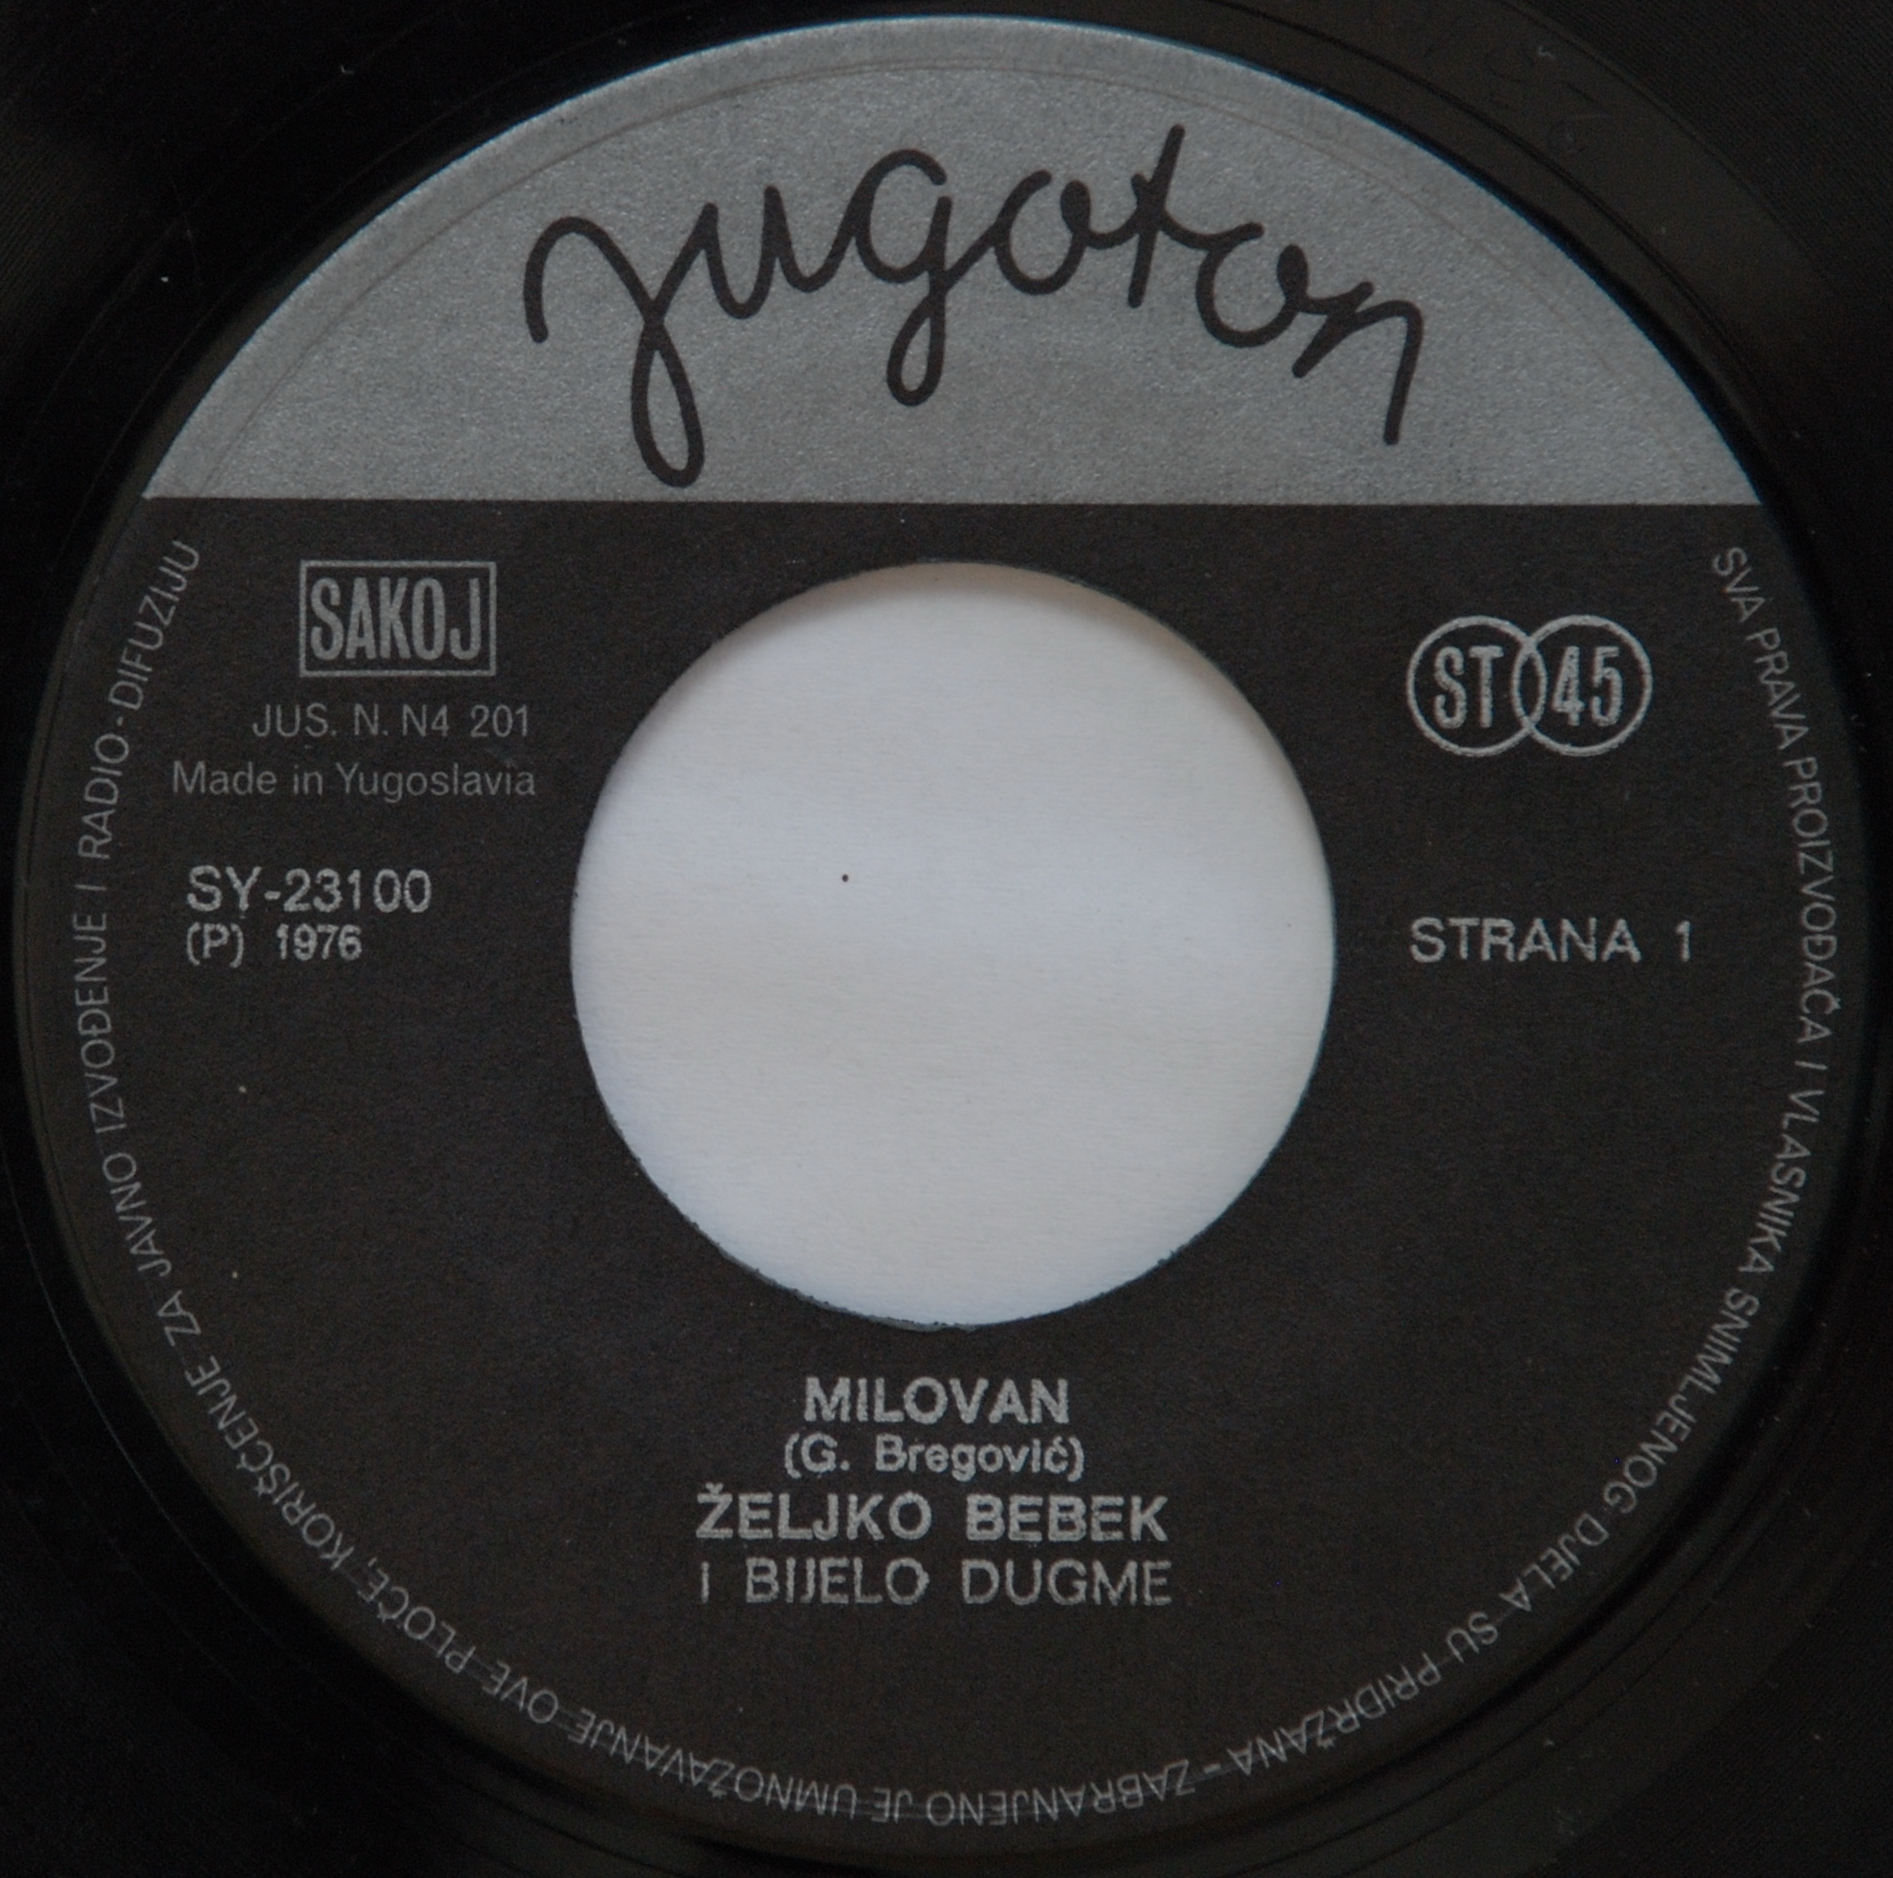 jugoton
SAKOJ
JUS. N. N4 201
Made in Yugoslavia
SY-23100
(P) 1976
ST 45
STRANA 1
MILOVAN
(G. Bregović)
ŽELJKO BEBEK
I BIJELO DUGME
SVA PRAVA PROIZVOĐAČA I VLASNIKA SNIMLJENOG DJELA SU PRIDRŽANA - ZABRANJENO JE UMNOŽAVANJE OVE PLOČE, KORIŠĆENJE ZA JAVNO IZVOĐENJE I RADIO-DIFUZIJU